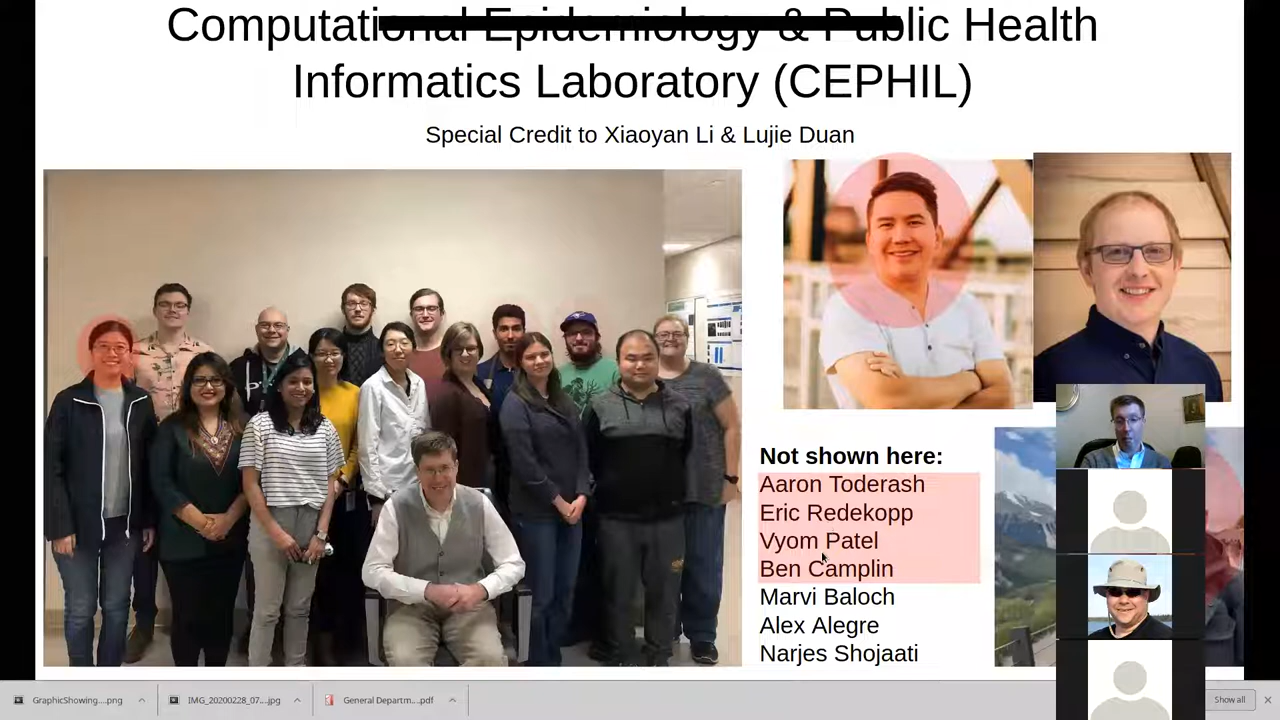 Computational Epidemiology & Public Health
Informatics Laboratory (CEPHIL)
Special Credit to Xiaoyan Li & Lujie Duan
Not shown here:
Aaron Toderash
Eric Redekopp
Vyom Patel
Ben Camplin
Marvi Baloch
Alex Alegre
Narjes Shojaati
GraphicShowing....png
IMG_20200228_07...jpg
General Departm....pdf
Show all